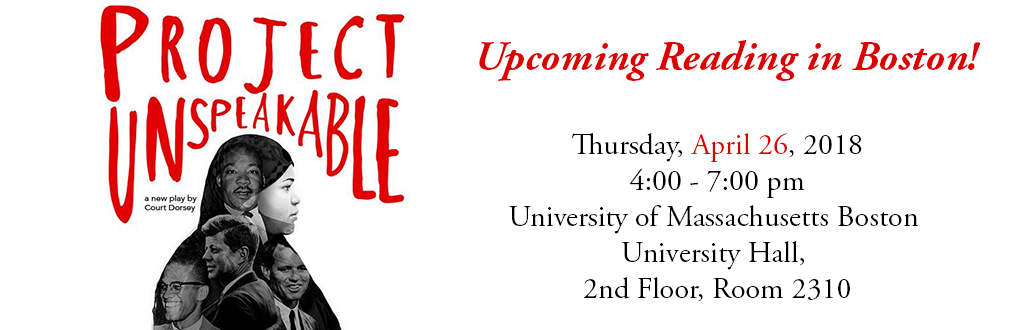 PROJECT
UNSPEAKABLE
a new play by
Court Dorsey
Upcoming Reading in Boston!
Thursday, April 26, 2018
4:00 - 7:00 pm
University of Massachusetts Boston
University Hall,
2nd Floor, Room 2310